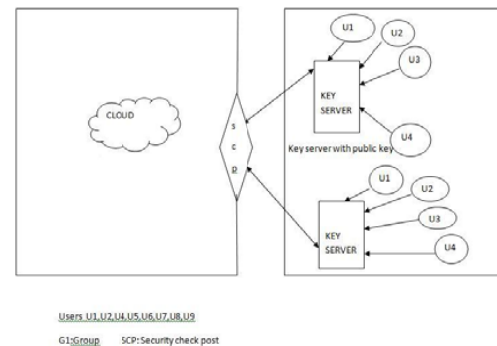 CLOUD
s
c
p
U1
U2
U3
KEY
SERVER
U4
Key server with public key
U1
U2
U3
KEY
SERVER
U4
Users U1,U2,U4,U5,U6,U7,U8,U9
G1:Group SCP: Security check post